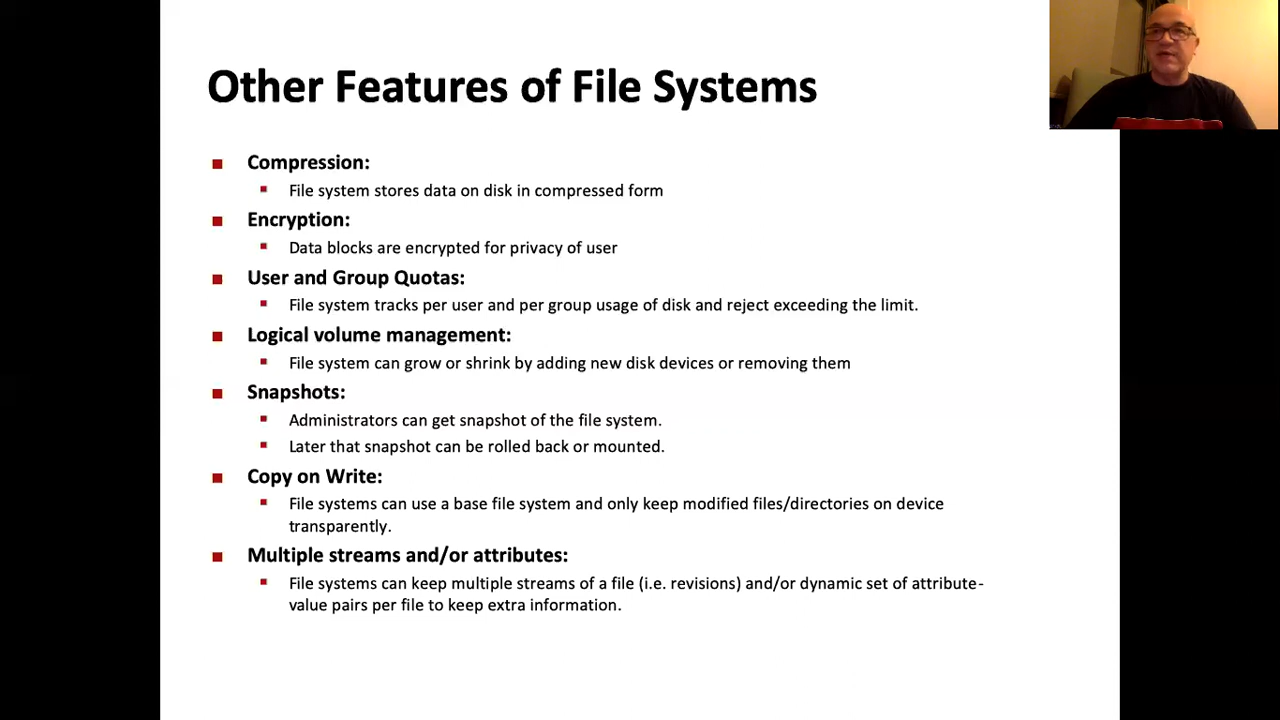 Other Features of File Systems
Compression:
File system stores data on disk in compressed form
Encryption:
Data blocks are encrypted for privacy of user
User and Group Quotas:
File system tracks per user and per group usage of disk and reject exceeding the limit.
Logical volume management:
File system can grow or shrink by adding new disk devices or removing them
Snapshots:
Administrators can get snapshot of the file system.
Later that snapshot can be rolled back or mounted.
Copy on Write:
File systems can use a base file system and only keep modified files/directories on device
transparently.
Multiple streams and/or attributes:
File systems can keep multiple streams of a file (i.e. revisions) and/or dynamic set of attribute-
value pairs per file to keep extra information.